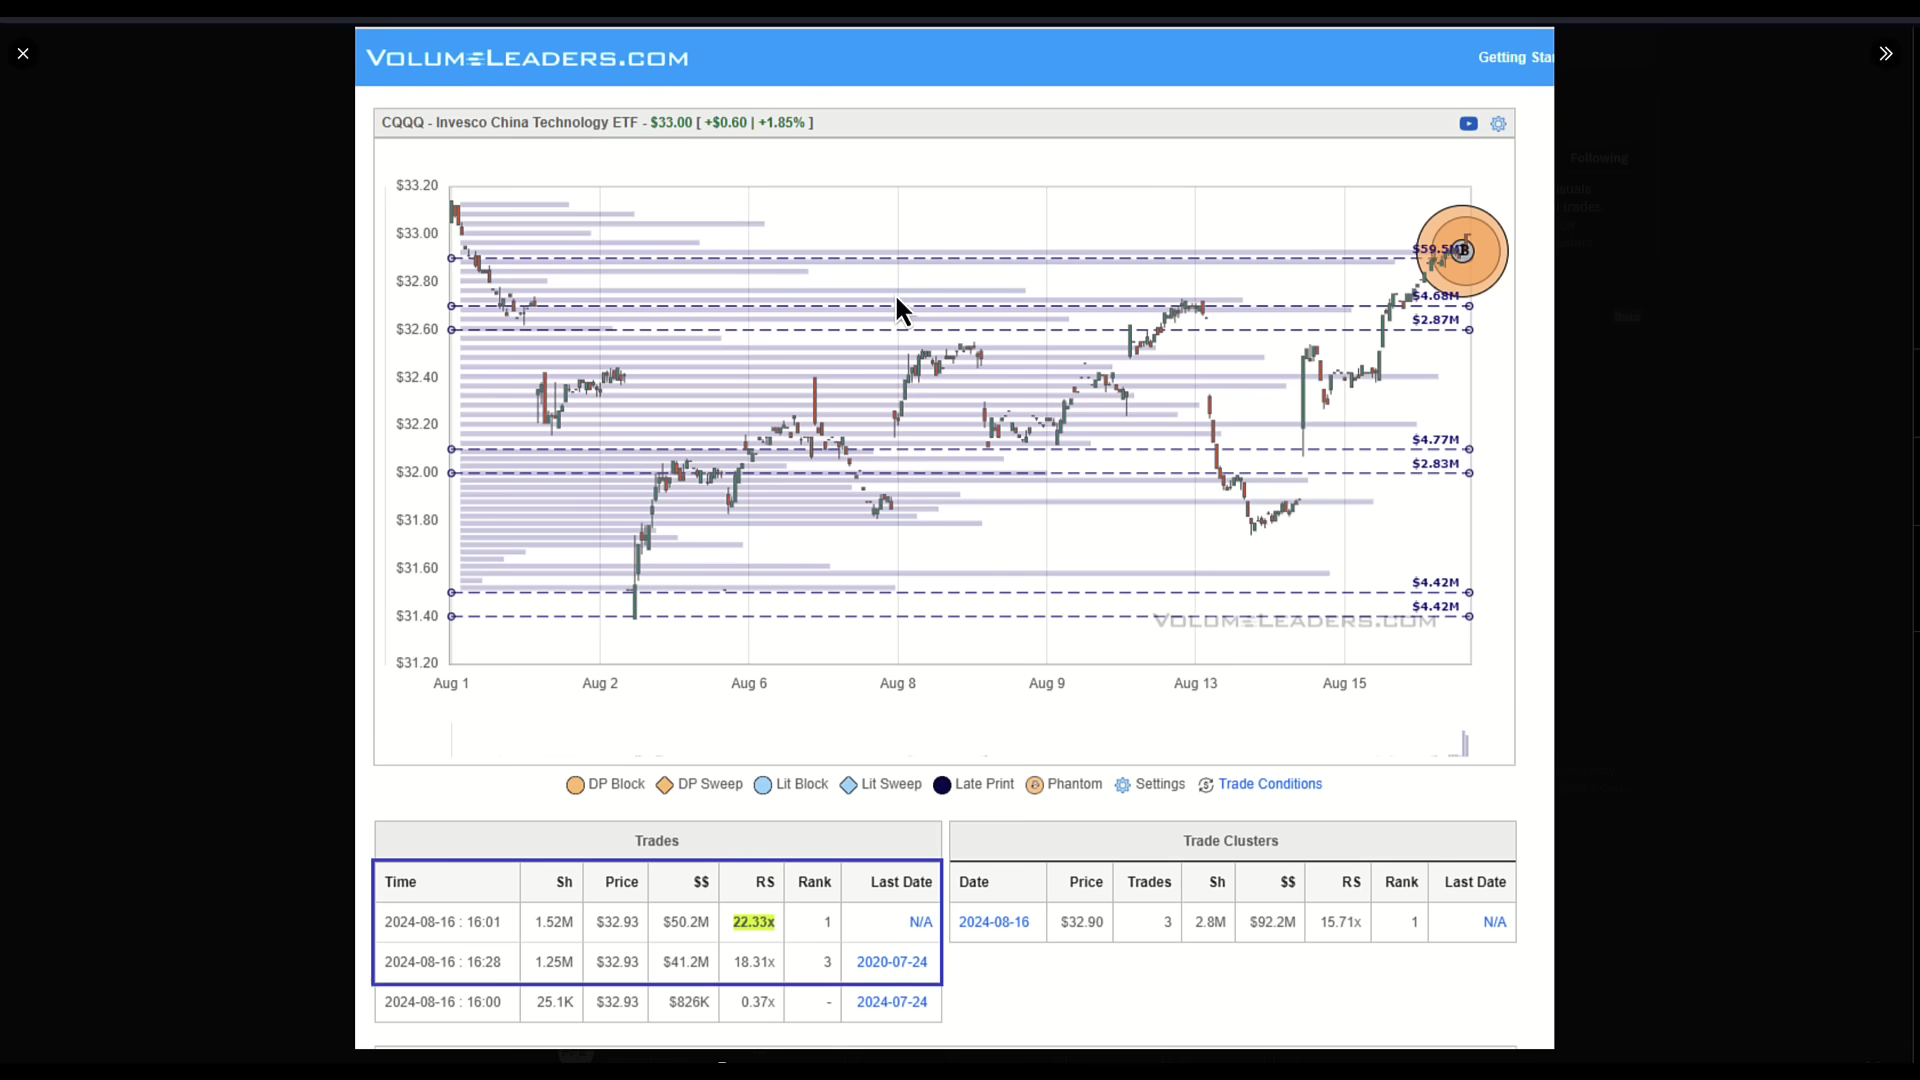 VOLUMELEADERS.COM
Getting Star
CQQQ - Invesco China Technology ETF - $33.00 [ +$0.60 | +1.85% ]
Following
$33.20
$33.00
$32.80
$32.60
$32.40
$32.20
$32.00
$31.80
$31.60
$31.40
$31.20
$59.5M
B
$4.68M
$2.87M
$4.77M
$2.83M
$4.42M
$4.42M
VOLUMELEADERS.COM
Aug 1 Aug 2 Aug 6 Aug 8 Aug 9 Aug 13 Aug 15
DP Block DP Sweep Lit Block Lit Sweep Late Print Phantom Settings Trade Conditions
Trades
Time Sh Price $$ RS Rank Last Date
2024-08-16 : 16:01 1.52M $32.93 $50.2M 22.33x 1 N/A
2024-08-16 : 16:28 1.25M $32.93 $41.2M 18.31x 3 2020-07-24
2024-08-16 : 16:00 25.1K $32.93 $826K 0.37x - 2024-07-24
Trade Clusters
Date Price Trades Sh $$ RS Rank Last Date
2024-08-16 $32.90 3 2.8M $92.2M 15.71x 1 N/A